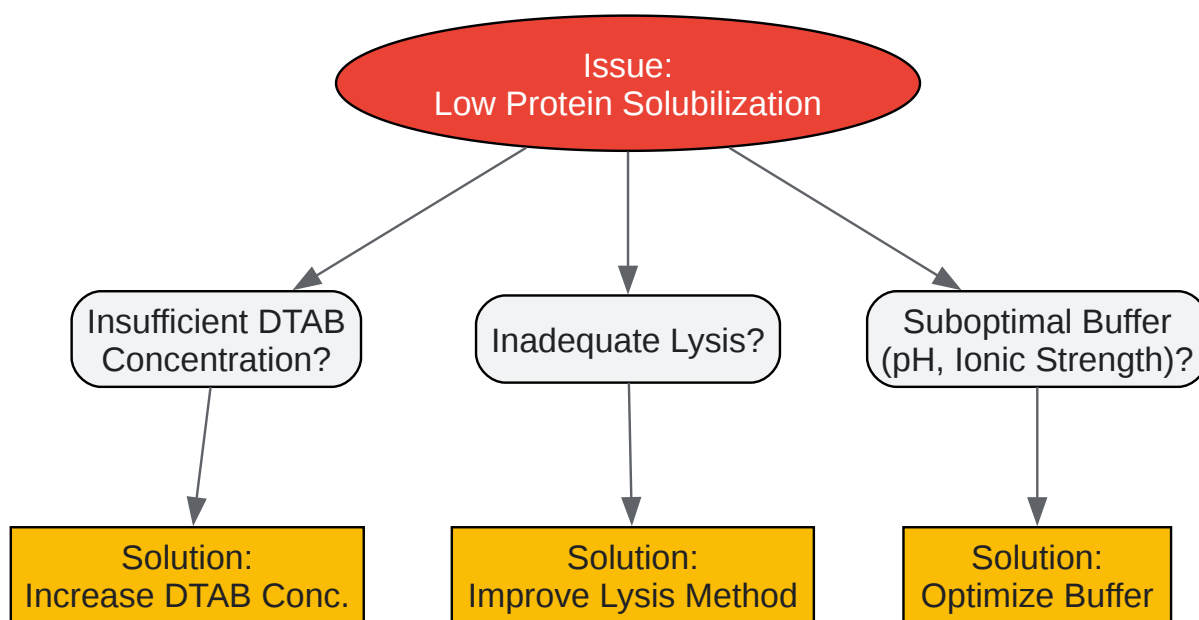 Issue:
Low Protein Solubilization
Insufficient DTAB
Concentration?
Inadequate Lysis?
Suboptimal Buffer
(pH, Ionic Strength)?
Solution:
Increase DTAB Conc.
Solution:
Improve Lysis Method
Solution:
Optimize Buffer